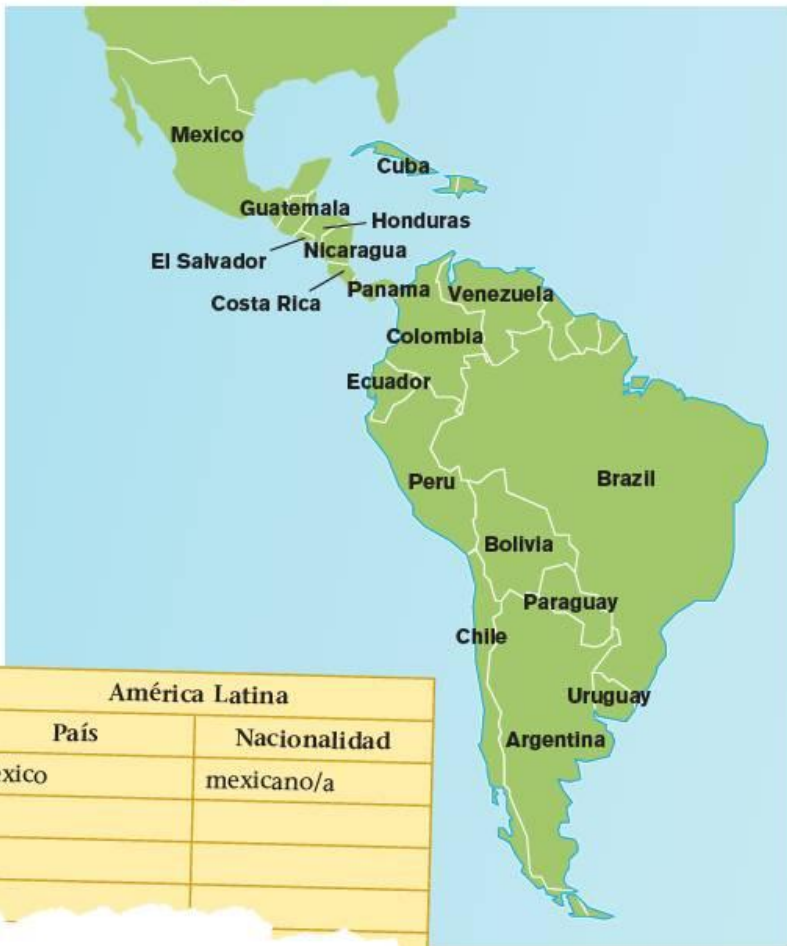 Mexico
Cuba
Guatemala
Honduras
El Salvador
Nicaragua
Costa Rica
Panama
Venezuela
Colombia
Ecuador
Peru
Brazil
Bolivia
Paraguay
Chile
Uruguay
Argentina
América Latina
País Nacionalidad
xico mexicano/a